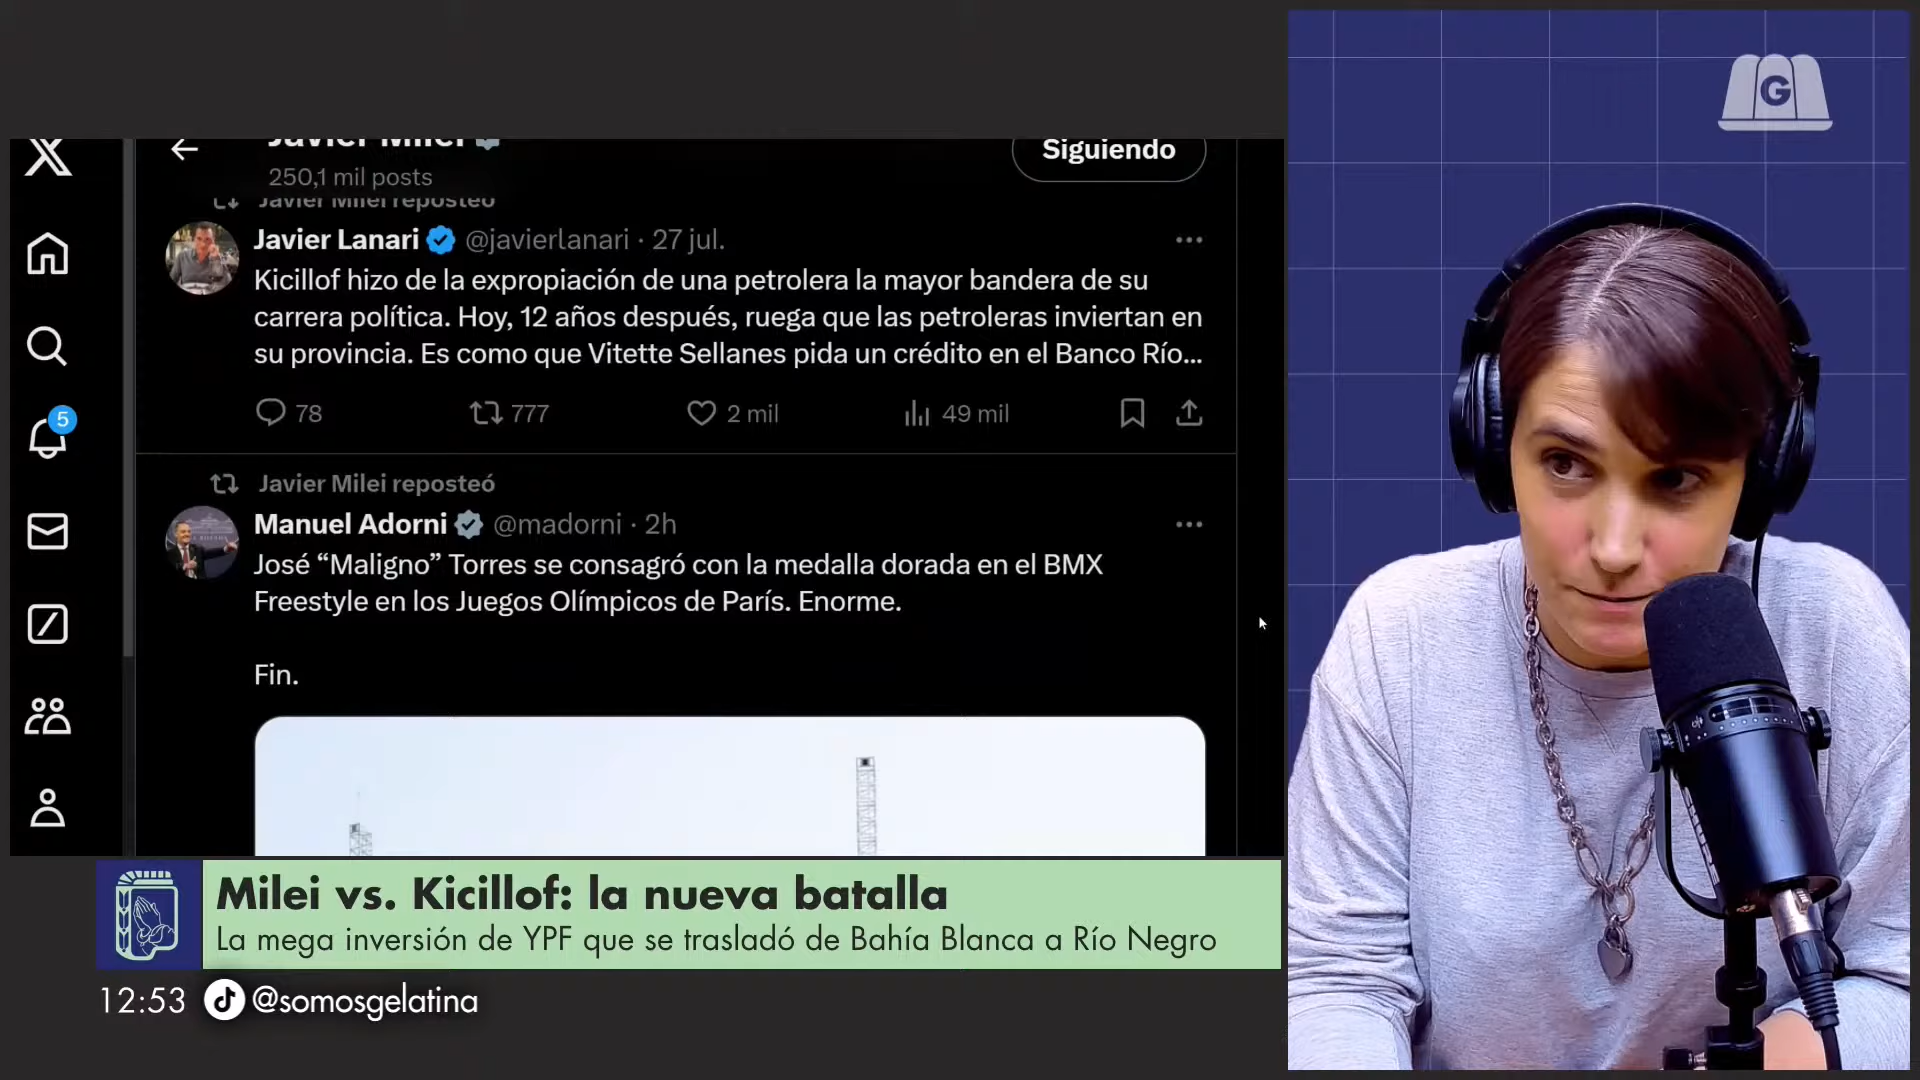 Javier Milei
250,1 mil posts
Siguiendo
Javier Milei reposteó
Javier Lanari @javierlanari · 27 jul.
Kicillof hizo de la expropiación de una petrolera la mayor bandera de su
carrera política. Hoy, 12 años después, ruega que las petroleras inviertan en
su provincia. Es como que Vitette Sellanes pida un crédito en el Banco Río...
78 777 2 mil 49 mil
5
Javier Milei reposteó
Manuel Adorni @madorni · 2h
José “Maligno” Torres se consagró con la medalla dorada en el BMX
Freestyle en los Juegos Olímpicos de París. Enorme.
Fin.
G
Milei vs. Kicillof: la nueva batalla
La mega inversión de YPF que se trasladó de Bahía Blanca a Río Negro
12:53 @somosgelatina